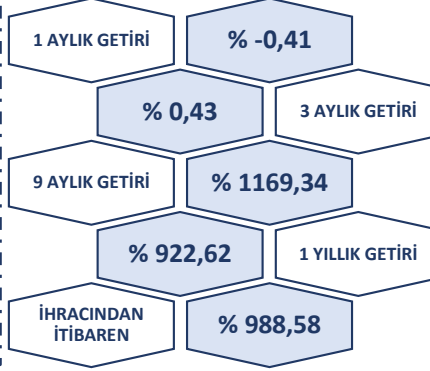 1 AYLIK GETİRİ
% -0,41
% 0,43
3 AYLIK GETİRİ
9 AYLIK GETİRİ
% 1169,34
% 922,62
1 YILLIK GETİRİ
İHRACINDAN
İTİBAREN
% 988,58